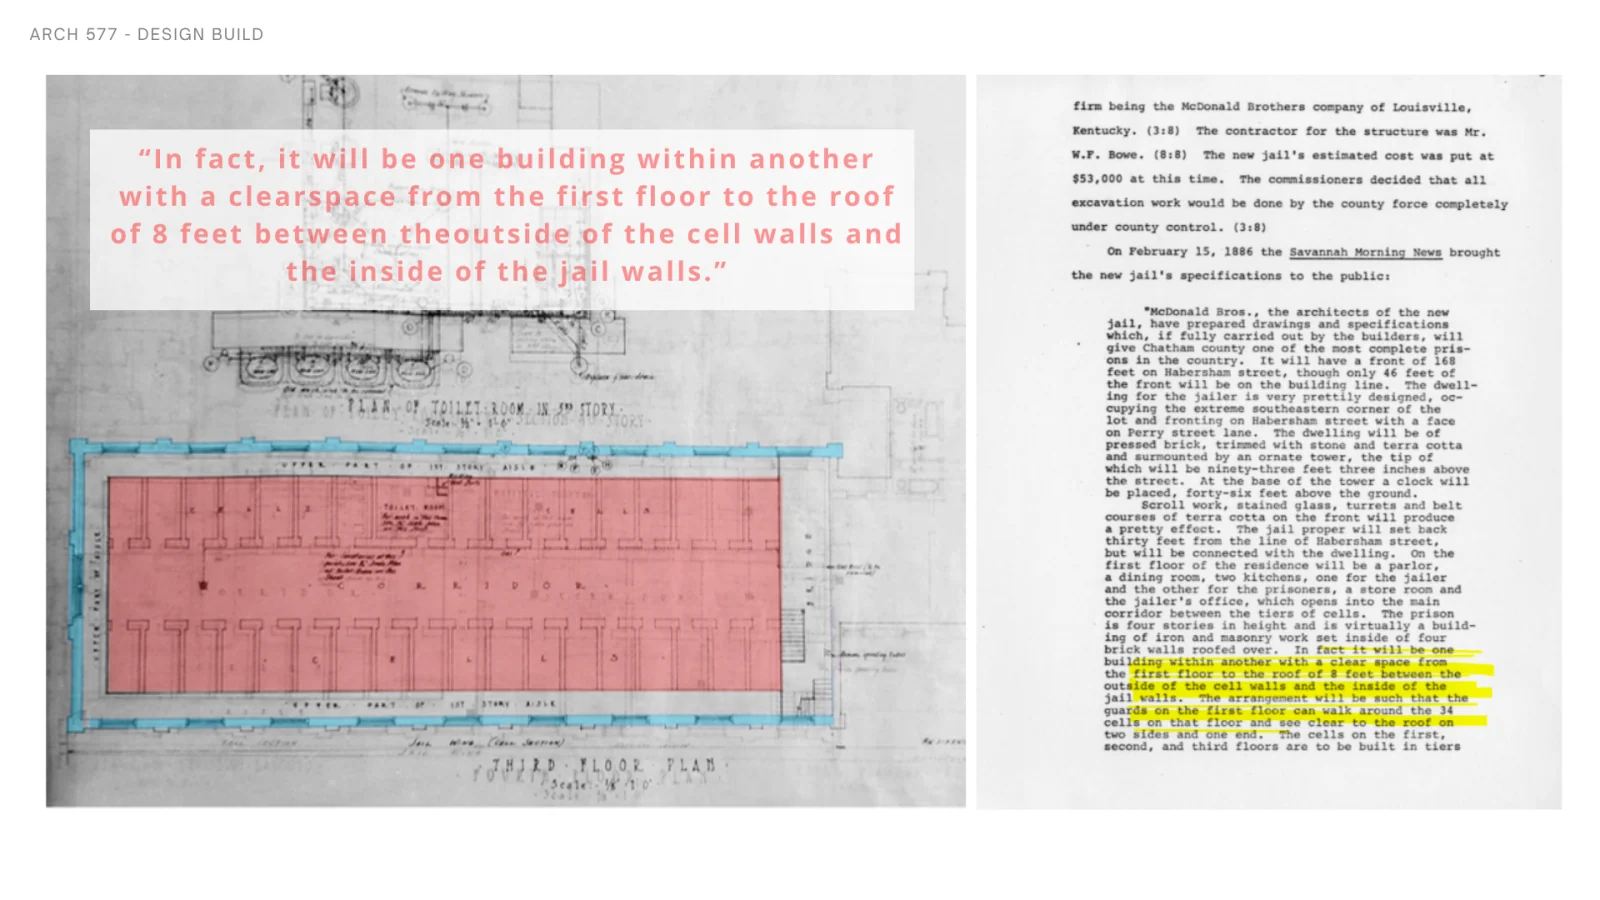 ARCH 577 - DESIGN BUILD
“In fact, it will be one building within another
with a clearspace from the first floor to the roof
of 8 feet between theoutside of the cell walls and
the inside of the jail walls.”
PLAN OF TOILET ROOM IN 3RD STORY.
UPPER PART OF 1ST STORY AISLE
CELLS
TOILET ROOM
CELLS
UPPER PART OF AISLE
CORRIDOR
CELLS
UPPER PART OF 1ST STORY AISLE
JAIL WING (CELL SECTION)
THIRD FLOOR PLAN
Scale: 1/8" = 1'0"
firm being the McDonald Brothers company of Louisville,
Kentucky. (3:8) The contractor for the structure was Mr.
W.F. Bowe. (8:8) The new jail's estimated cost was put at
$53,000 at this time. The commissioners decided that all
excavation work would be done by the county force completely
under county control. (3:8)
On February 15, 1886 the Savannah Morning News brought
the new jail's specifications to the public:
"McDonald Bros., the architects of the new
jail, have prepared drawings and specifications
which, if fully carried out by the builders, will
give Chatham county one of the most complete pris-
ons in the country. It will have a front of 168
feet on Habersham street, though only 46 feet of
the front will be on the building line. The dwell-
ing for the jailer is very prettily designed, oc-
cupying the extreme southeastern corner of the
lot and fronting on Habersham street with a face
on Perry street lane. The dwelling will be of
pressed brick, trimmed with stone and terra cotta
and surmounted by an ornate tower, the tip of
which will be ninety-three feet three inches above
the street. At the base of the tower a clock will
be placed, forty-six feet above the ground.
Scroll work, stained glass, turrets and belt
courses of terra cotta on the front will produce
a pretty effect. The jail proper will set back
thirty feet from the line of Habersham street,
but will be connected with the dwelling. On the
first floor of the residence will be a parlor,
a dining room, two kitchens, one for the jailer
and the other for the prisoners, a store room and
the jailer's office, which opens into the main
corridor between the tiers of cells. The prison
is four stories in height and is virtually a build-
ing of iron and masonry work set inside of four
brick walls roofed over. In fact it will be one
building within another with a clear space from
the first floor to the roof of 8 feet between the
outside of the cell walls and the inside of the
jail walls. The arrangement will be such that the
guards on the first floor can walk around the 34
cells on that floor and see clear to the roof on
two sides and one end. The cells on the first,
second, and third floors are to be built in tiers